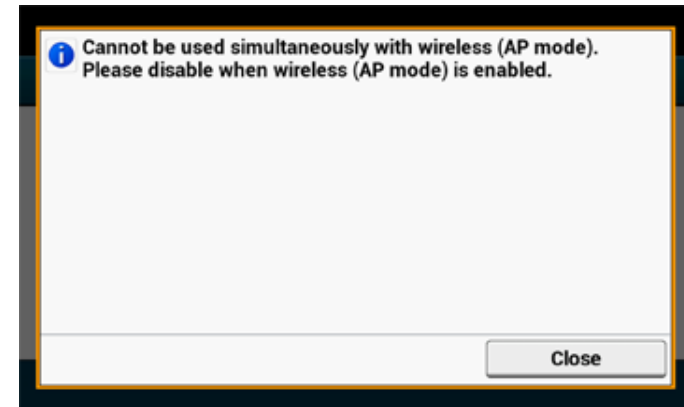 Cannot be used simultaneously with wireless (AP mode).
Please disable when wireless (AP mode) is enabled.
Close